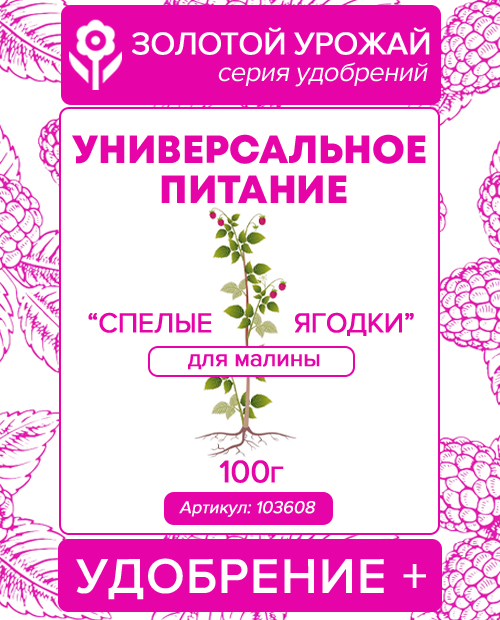 ЗОЛОТОЙ УРОЖАЙ
серия удобрений
УНИВЕРСАЛЬНОЕ
ПИТАНИЕ
“СПЕЛЫЕ ЯГОДКИ”
для малины
100г
Артикул: 103608
УДОБРЕНИЕ +